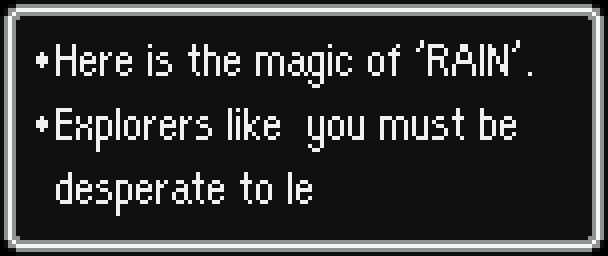 •Here is the magic of 'RAIN'.
•Explorers like  you must be
desperate to le